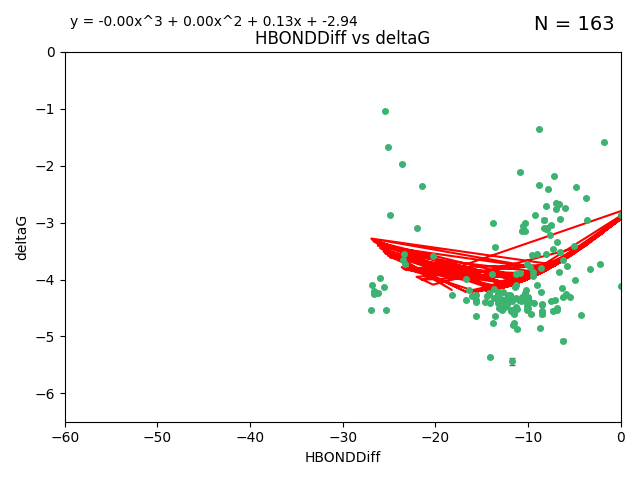 y = -0.00x^3 + 0.00x^2 + 0.13x + -2.94
N = 163
HBONDDiff vs deltaG
0
−1
−2
−3
−4
−5
−6
deltaG
−60
−50
−40
−30
−20
−10
0
HBONDDiff